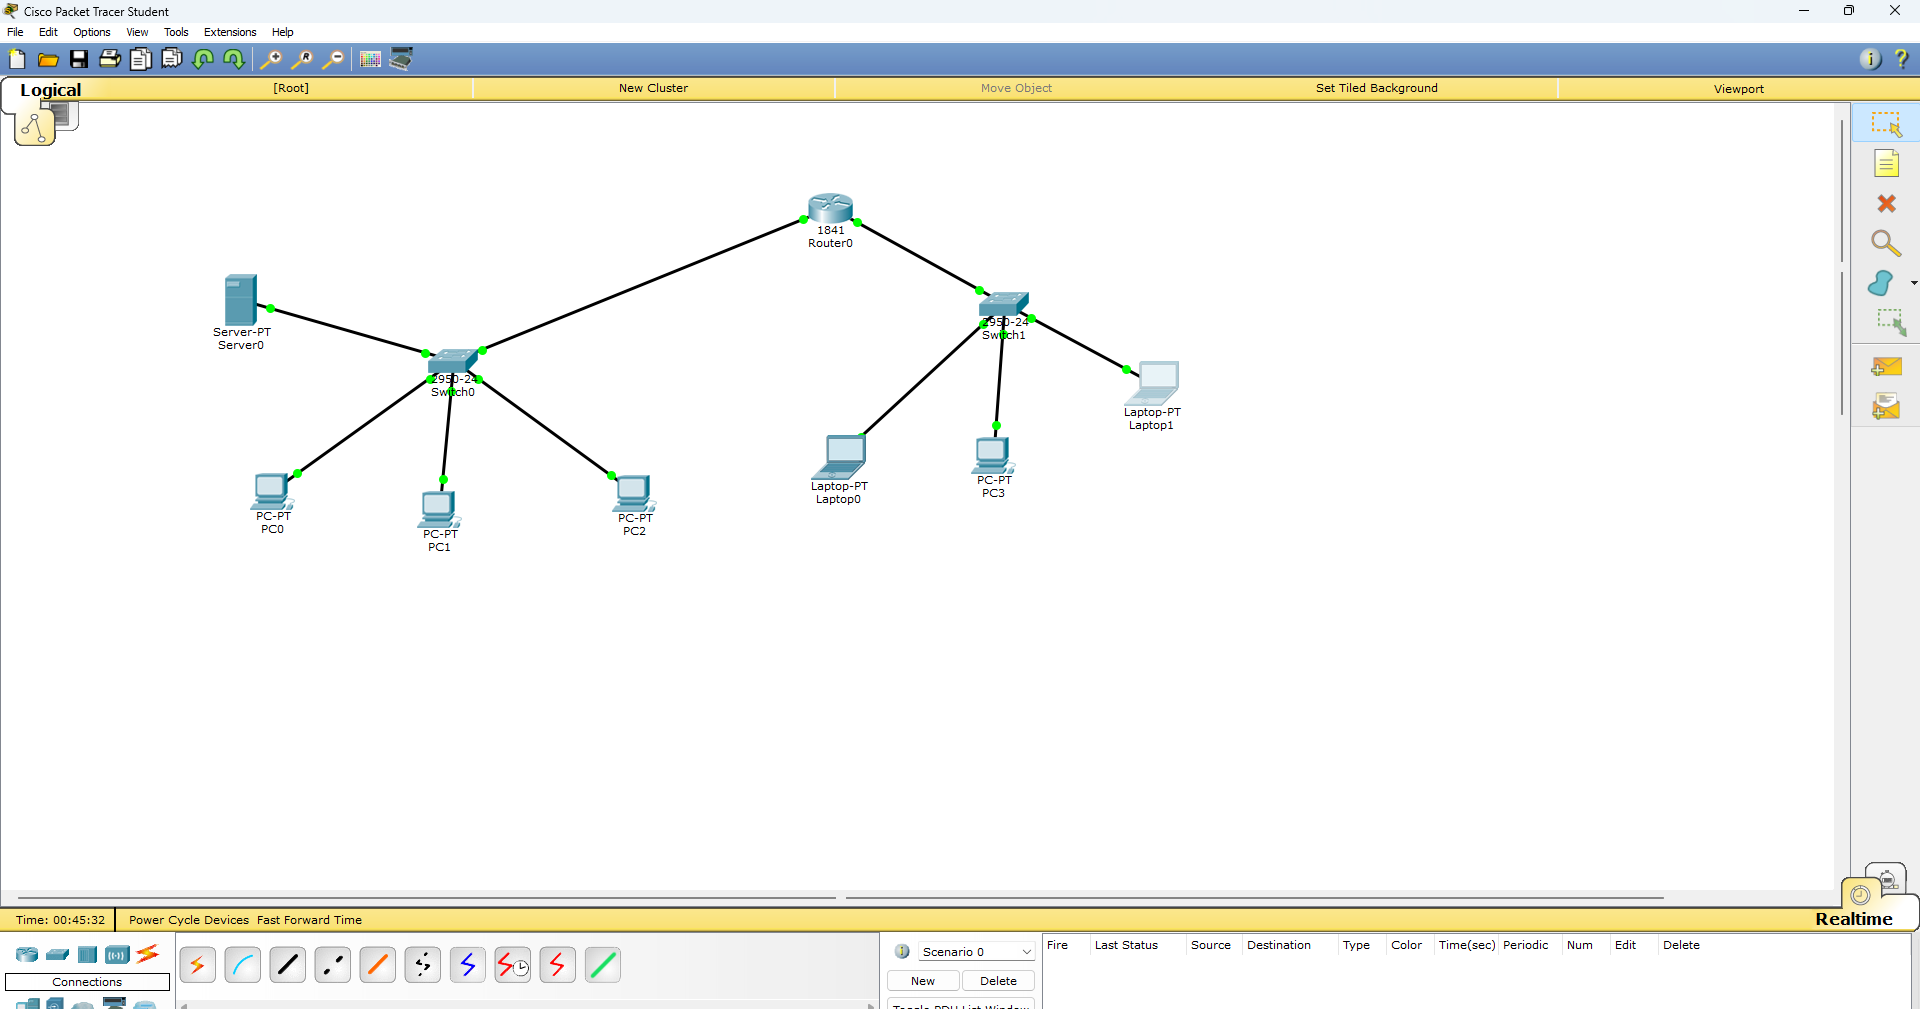 Cisco Packet Tracer Student
File Edit Options View Tools Extensions Help
Logical [Root] New Cluster Move Object Set Tiled Background Viewport
1841
Router0
Server-PT
Server0
2950-24
Switch0
2950-24
Switch1
Laptop-PT
Laptop1
Laptop-PT
Laptop0
PC-PT
PC3
PC-PT
PC0
PC-PT
PC1
PC-PT
PC2
Time: 00:45:32 Power Cycle Devices Fast Forward Time
Realtime
Connections
Scenario 0
New Delete
Toggle PDU List Window
Fire Last Status Source Destination Type Color Time(sec) Periodic Num Edit Delete